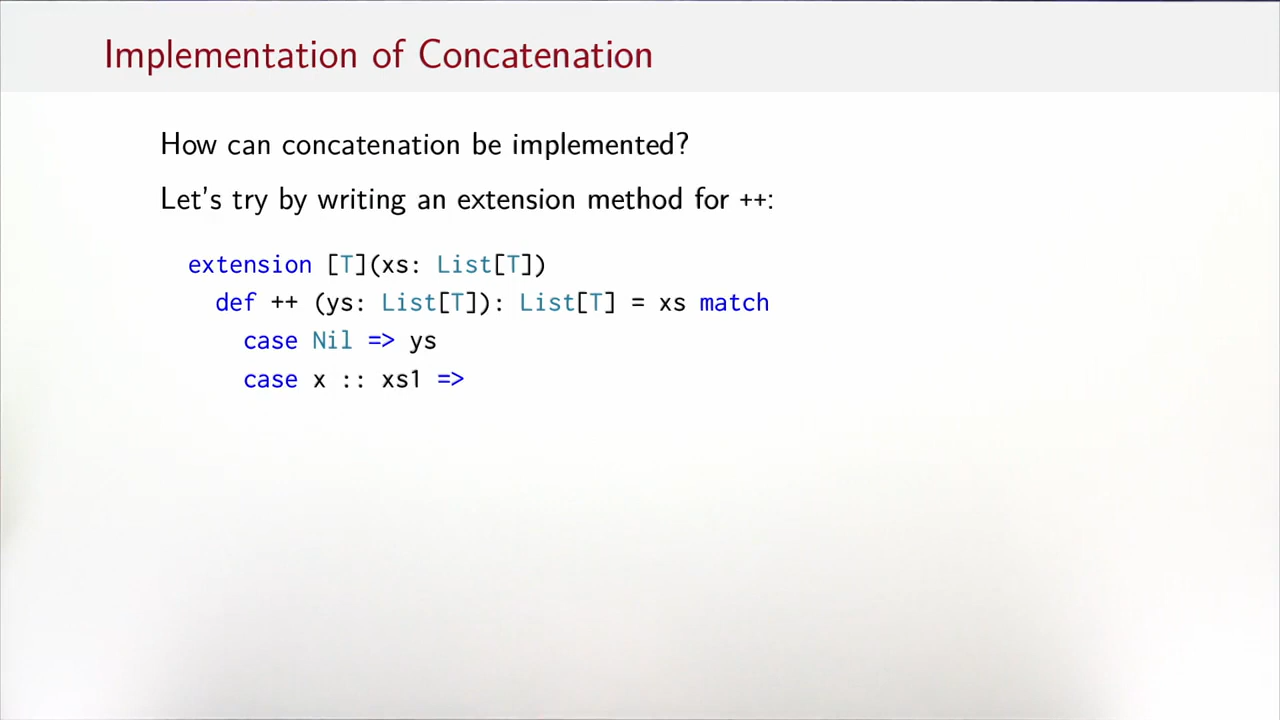 Implementation of Concatenation
How can concatenation be implemented?
Let's try by writing an extension method for ++:
extension [T](xs: List[T])
def ++ (ys: List[T]): List[T] = xs match
case Nil => ys
case x :: xs1 =>